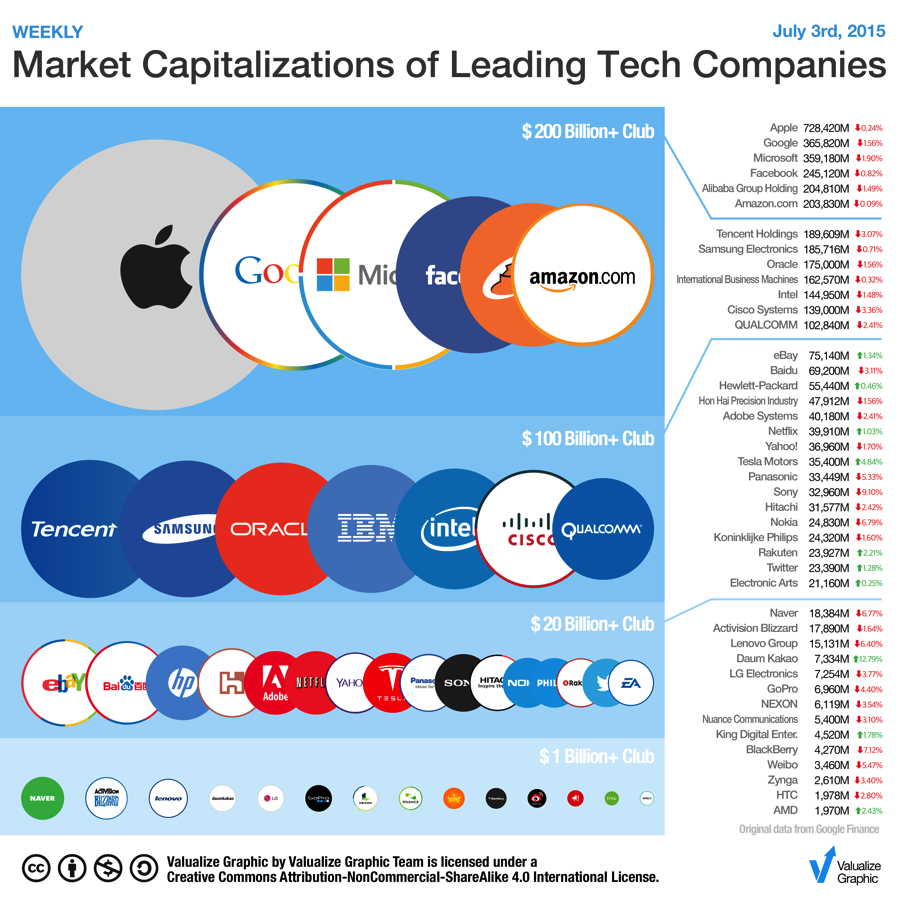 WEEKLY
July 3rd, 2015
Market Capitalizations of Leading Tech Companies
$ 200 Billion+ Club
Goo
Mic
fac
amazon.com
$ 100 Billion+ Club
Tencent
SAMSUNG
ORACL
IBM
intel
CISCO
QUALCOMM
$ 20 Billion+ Club
ebay
Bai 百度
hp
H
Adobe
NETFL
YAHO
TESL
Panaso
SON
HITAC
Inspire the
NOK
PHIL
Rak
EA
$ 1 Billion+ Club
NAVER
ACTIVISION
BLIZZARD
lenovo
daumkakao
LG
GoPro
NEXON
NUANCE
Apple 728,420M 0.24%
Google 365,820M 1.56%
Microsoft 359,180M 1.90%
Facebook 245,120M 0.82%
Alibaba Group Holding 204,810M 1.49%
Amazon.com 203,830M 0.09%
Tencent Holdings 189,609M 3.07%
Samsung Electronics 185,716M 0.71%
Oracle 175,000M 1.56%
International Business Machines 162,570M 0.32%
Intel 144,950M 1.48%
Cisco Systems 139,000M 3.36%
QUALCOMM 102,840M 2.41%
eBay 75,140M 1.34%
Baidu 69,200M 3.11%
Hewlett-Packard 55,440M 0.46%
Hon Hai Precision Industry 47,912M 1.56%
Adobe Systems 40,180M 2.41%
Netflix 39,910M 1.03%
Yahoo! 36,960M 1.70%
Tesla Motors 35,400M 4.84%
Panasonic 33,449M 5.33%
Sony 32,960M 9.10%
Hitachi 31,577M 2.42%
Nokia 24,830M 6.79%
Koninklijke Philips 24,320M 1.60%
Rakuten 23,927M 2.21%
Twitter 23,390M 1.28%
Electronic Arts 21,160M 0.25%
Naver 18,384M 6.77%
Activision Blizzard 17,890M 1.64%
Lenovo Group 15,131M 6.40%
Daum Kakao 7,334M 12.79%
LG Electronics 7,254M 3.77%
GoPro 6,960M 4.40%
NEXON 6,119M 3.54%
Nuance Communications 5,400M 3.10%
King Digital Enter. 4,520M 1.78%
BlackBerry 4,270M 7.12%
Weibo 3,460M 5.47%
Zynga 2,610M 3.40%
HTC 1,978M 2.80%
AMD 1,970M 2.43%
Original data from Google Finance
cc
Valualize Graphic by Valualize Graphic Team is licensed under a
Creative Commons Attribution-NonCommercial-ShareAlike 4.0 International License.
Valualize
Graphic